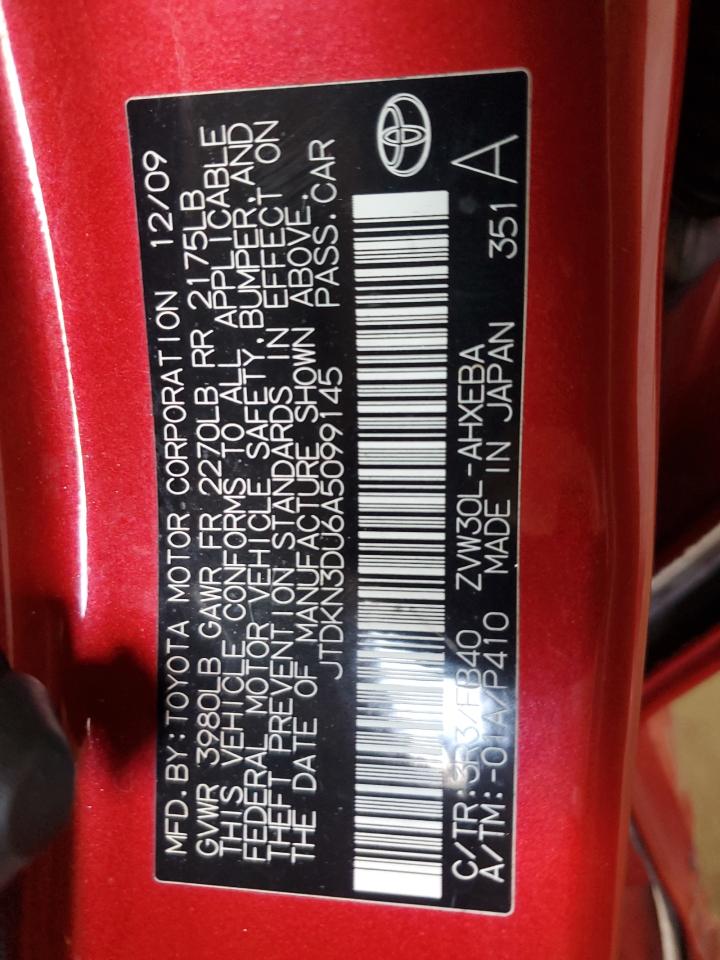 MFD. BY: TOYOTA MOTOR CORPORATION 12/09
GVWR 3980LB GAWR FR 2270LB RR 2175LB
THIS VEHICLE CONFORMS TO ALL APPLICABLE
FEDERAL MOTOR VEHICLE SAFETY, BUMPER, AND
THEFT PREVENTION STANDARDS IN EFFECT ON
THE DATE OF MANUFACTURE SHOWN ABOVE.
JTDKN3DU6A5099145 PASS. CAR
C/TR: 3R3/FB40 ZVW30L-AHXEBA
A/TM: -01A/P410 MADE IN JAPAN 351 A